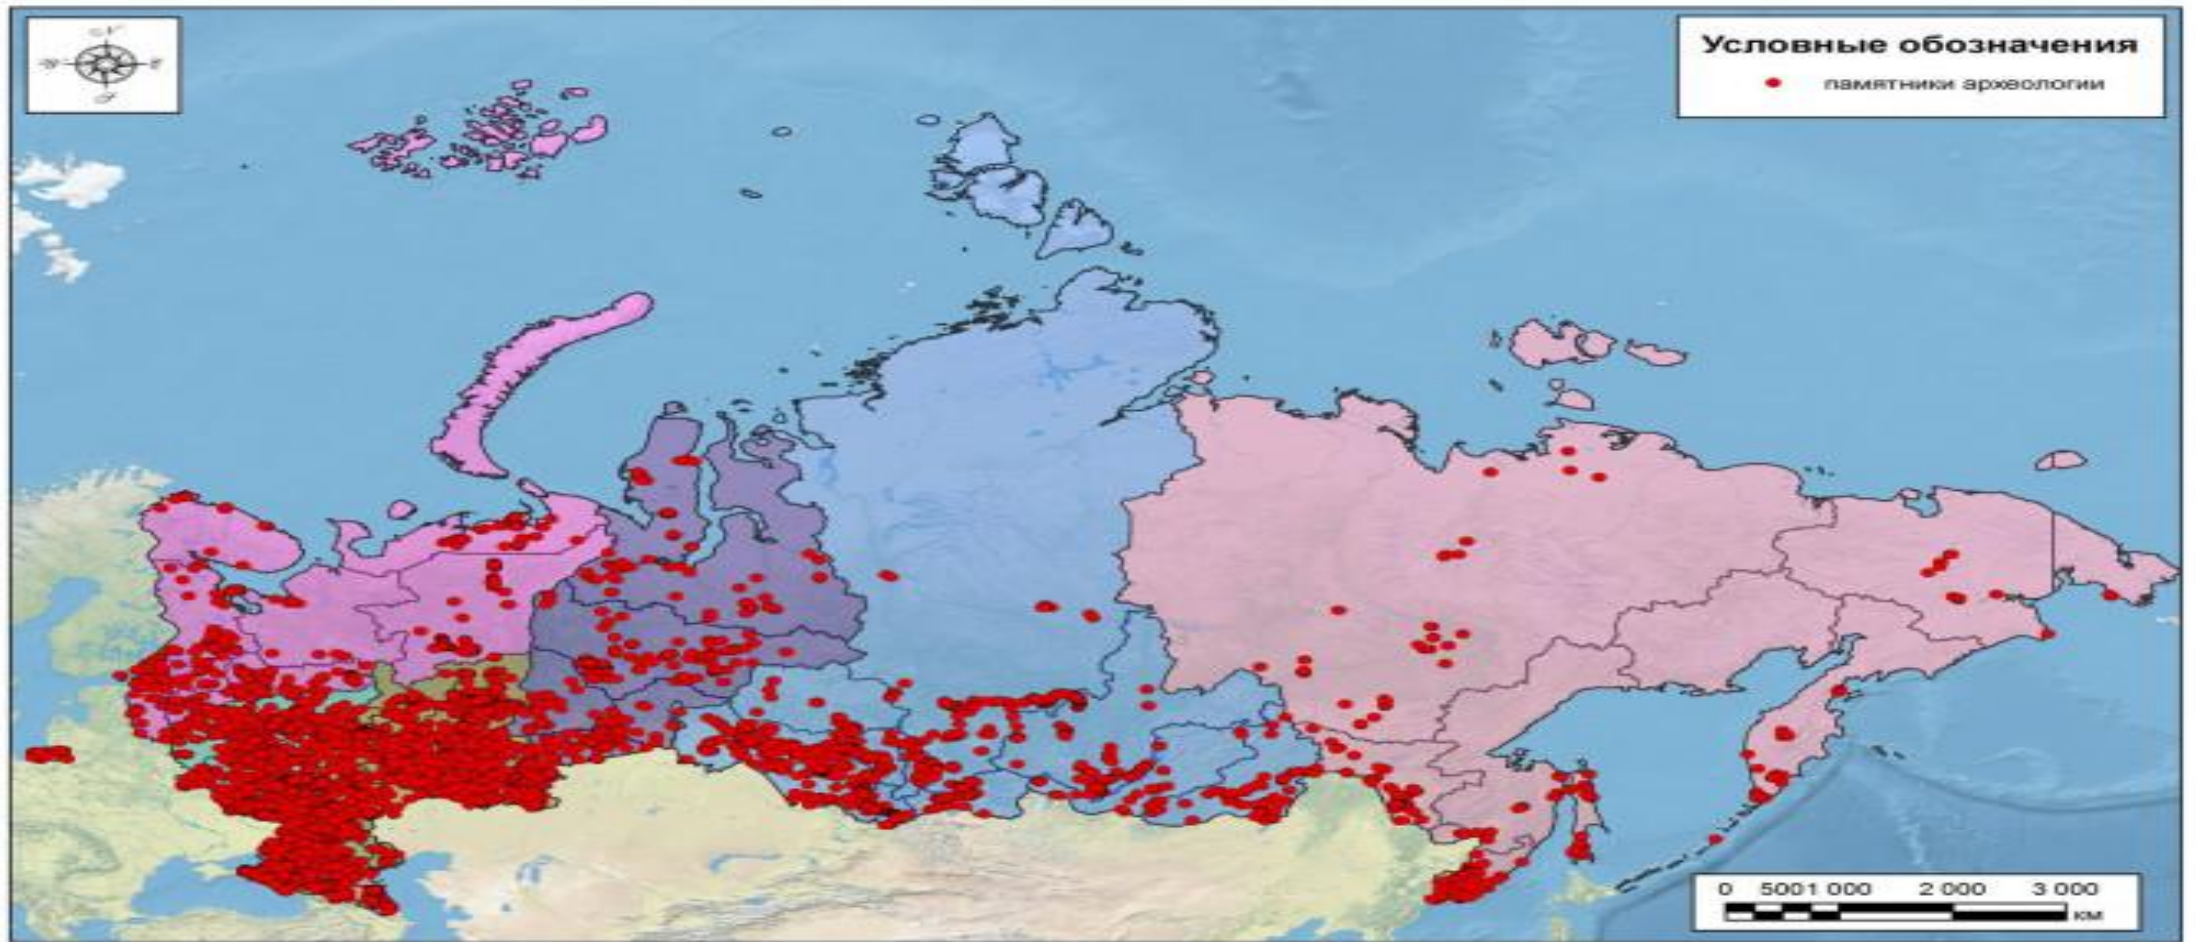 Условные обозначения
памятники археологии
0 5001 000 2 000 3 000
км